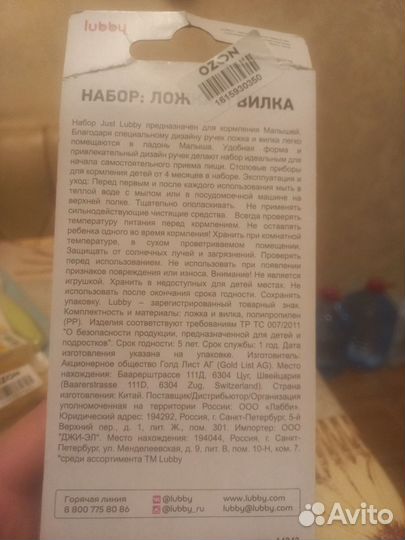 lubby
OZON
1615930350
НАБОР: ЛОЖ ВИЛКА
Набор Just Lubby предназначен для кормления Малышей.
Благодаря специальному дизайну ручек ложка и вилка легко
помещаются в ладонь Малыша. Удобная форма и
привлекательный дизайн ручек делают набор идеальным для
начала самостоятельного приема пищи. Столовые приборы
для кормления детей от 4 месяцев в наборе. Эксплуатация и
уход: Перед первым и после каждого использования мыть в
теплой воде с мылом или в посудомоечной машине на
верхней полке. Тщательно ополаскивать. Не применять
сильнодействующие чистящие средства. Всегда проверять
температуру питания перед кормлением. Не оставлять
ребенка одного во время кормления! Хранить при комнатной
температуре, в сухом проветриваемом помещении.
Защищать от солнечных лучей и загрязнений. Проверять
перед использованием. Не использовать при появлении
признаков повреждения или износа. Внимание! Не является
игрушкой. Хранить в недоступных для детей местах. Не
использовать после окончания срока годности. Сохранять
упаковку. Lubby – зарегистрированный товарный знак.
Комплектность и материалы: ложка и вилка, полипропилен
(PP). Изделия соответствуют требованиям ТР ТС 007/2011
"О безопасности продукции, предназначенной для детей и
подростков". Срок годности: 5 лет. Срок службы: 1 год. Дата
изготовления: указана на упаковке. Изготовитель:
Акционерное общество Голд Лист АГ (Gold List AG). Место
нахождения: Баарерштрассе 111Д, 6304 Цуг, Швейцария
(Baarerstrasse 111D, 6304 Zug, Switzerland). Страна
изготовления: Китай. Поставщик/Дистрибьютор/Организация
уполномоченная на территории России: ООО «Лабби».
Юридический адрес: 194292, Россия, г. Санкт-Петербург, 5-й
Верхний пер., д. 1, лит. Ж, пом. 301. Импортер: ООО
"ДЖИ-ЭЛ". Место нахождения: 194044, Россия, г. Санкт-
Петербург, ул. Менделеевская, д. 9, лит. В, пом. 10-Н, ком. 7.
*среди ассортимента ТМ Lubby
Горячая линия
8 800 775 80 86
@lubby
@lubby_ru
www.lubby.com
lubby@lubby.com
OZON
Avito